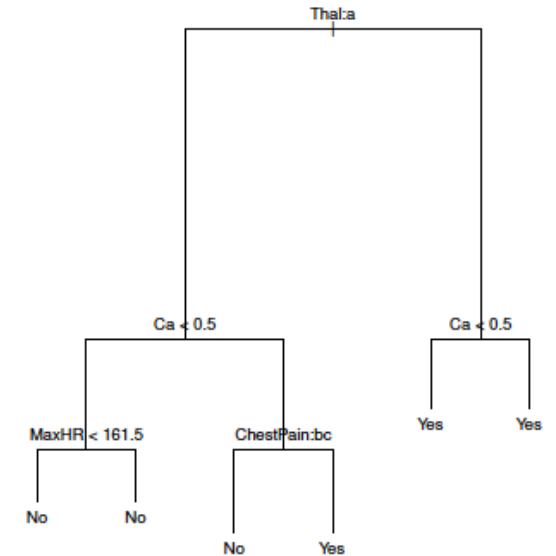 Thal:a
Ca < 0.5
Ca < 0.5
Yes
Yes
MaxHR < 161.5
ChestPain:bc
No
No
No
Yes